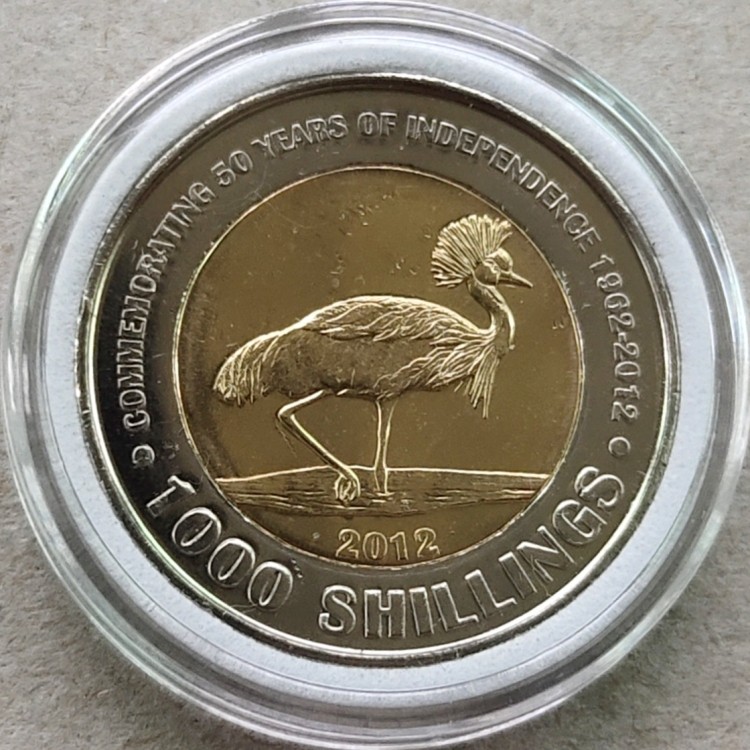 COMMEMORATING 50 YEARS OF INDEPENDENCE 1962-2012
2012
1000 SHILLINGS